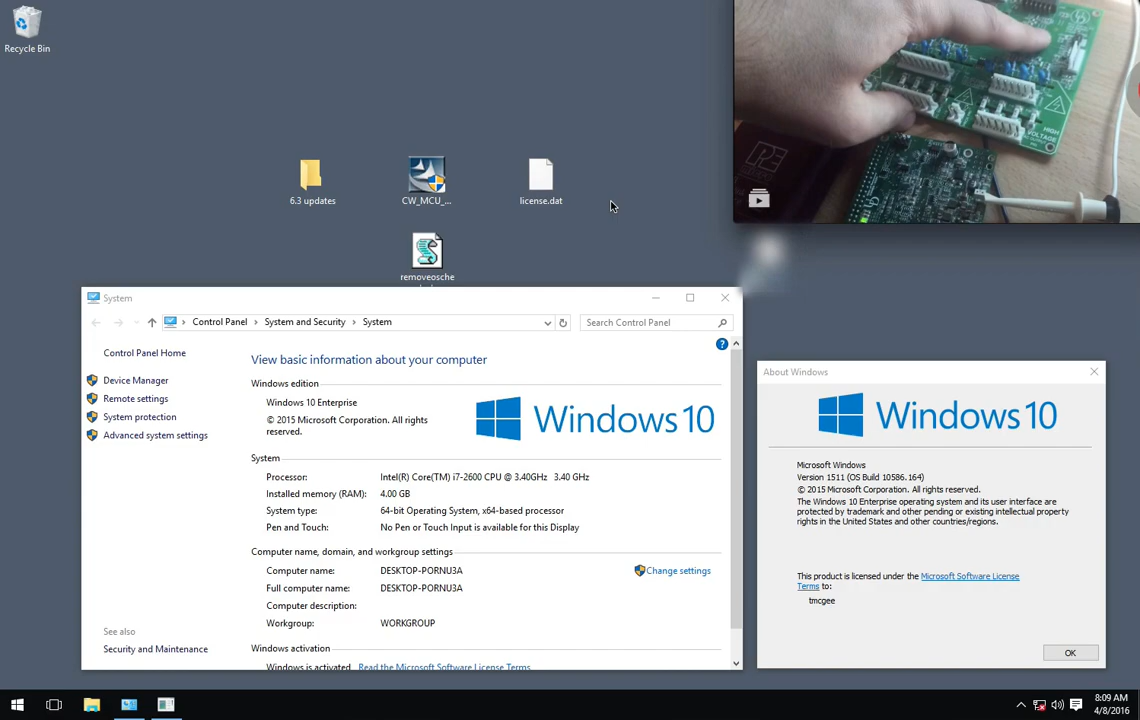 Recycle Bin
6.3 updates
CW_MCU_...
license.dat
removeosche
HIGH
VOLTAGE
System
Control Panel > System and Security > System
Search Control Panel
Control Panel Home
Device Manager
Remote settings
System protection
Advanced system settings
See also
Security and Maintenance
View basic information about your computer
Windows edition
Windows 10 Enterprise
© 2015 Microsoft Corporation. All rights
reserved.
Windows 10
System
Processor: Intel(R) Core(TM) i7-2600 CPU @ 3.40GHz 3.40 GHz
Installed memory (RAM): 4.00 GB
System type: 64-bit Operating System, x64-based processor
Pen and Touch: No Pen or Touch Input is available for this Display
Computer name, domain, and workgroup settings
Computer name: DESKTOP-PORNU3A
Change settings
Full computer name: DESKTOP-PORNU3A
Computer description:
Workgroup: WORKGROUP
Windows activation
Windows is activated Read the Microsoft Software License Terms
About Windows
Windows 10
Microsoft Windows
Version 1511 (OS Build 10586.164)
© 2015 Microsoft Corporation. All rights reserved.
The Windows 10 Enterprise operating system and its user interface are
protected by trademark and other pending or existing intellectual property
rights in the United States and other countries/regions.
This product is licensed under the Microsoft Software License
Terms to:
tmcgee
OK
8:09 AM
4/8/2016